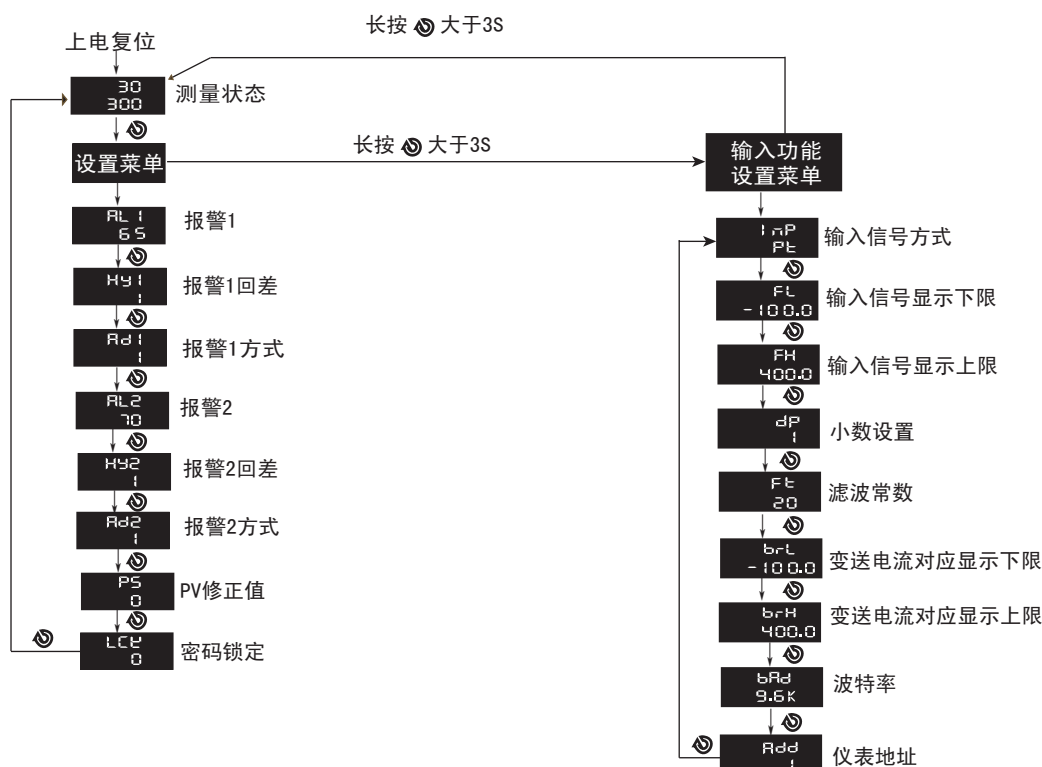 长按 大于3S
上电复位
30
300
测量状态
设置菜单
长按 大于3S
输入功能
设置菜单
AL1
65
报警1
Hy1
1
报警1回差
Ad1
1
报警1方式
AL2
70
报警2
Hy2
1
报警2回差
Ad2
1
报警2方式
PS
0
PV修正值
LCK
0
密码锁定
InP
Pt
输入信号方式
FL
-100.0
输入信号显示下限
FH
400.0
输入信号显示上限
dP
1
小数设置
Ft
20
滤波常数
brL
-100.0
变送电流对应显示下限
brH
400.0
变送电流对应显示上限
bAd
9.6K
波特率
Add
1
仪表地址